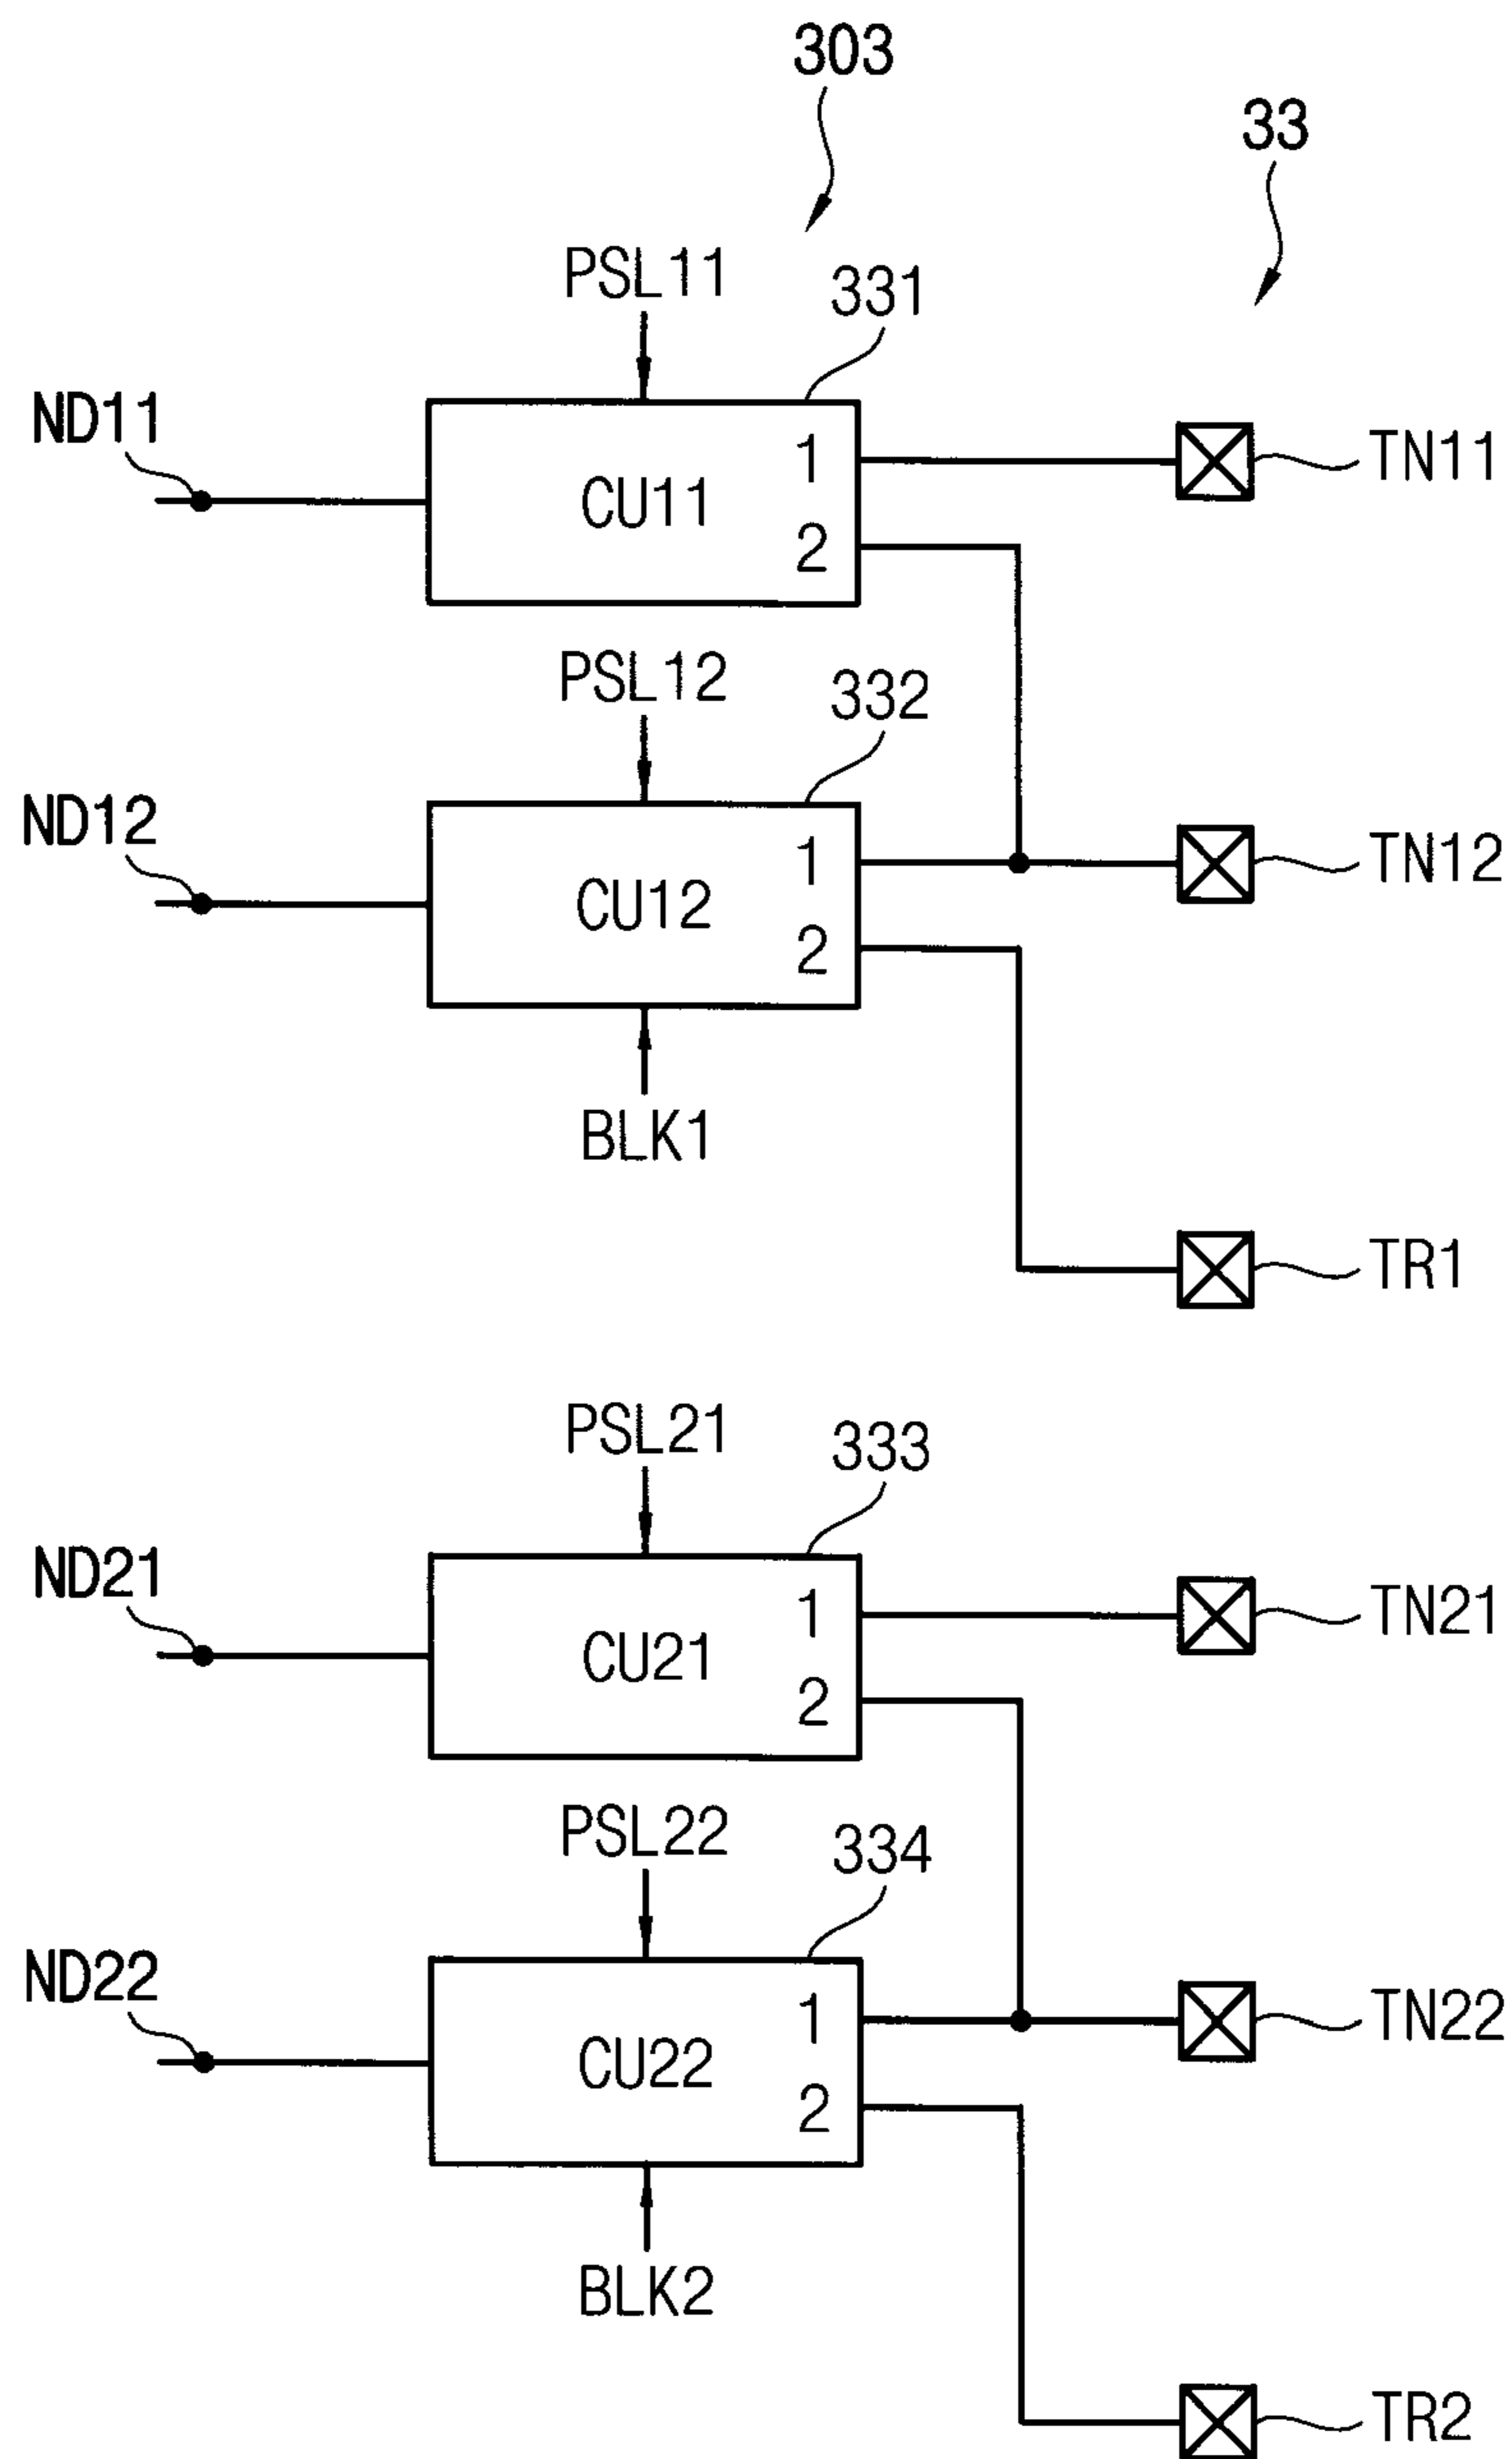 303
33
PSL11
331
ND11
1
TN11
CU11
2
PSL12
332
ND12
1
TN12
CU12
2
BLK1
TR1
PSL21
333
ND21
1
TN21
CU21
2
PSL22
334
ND22
1
TN22
CU22
2
BLK2
TR2